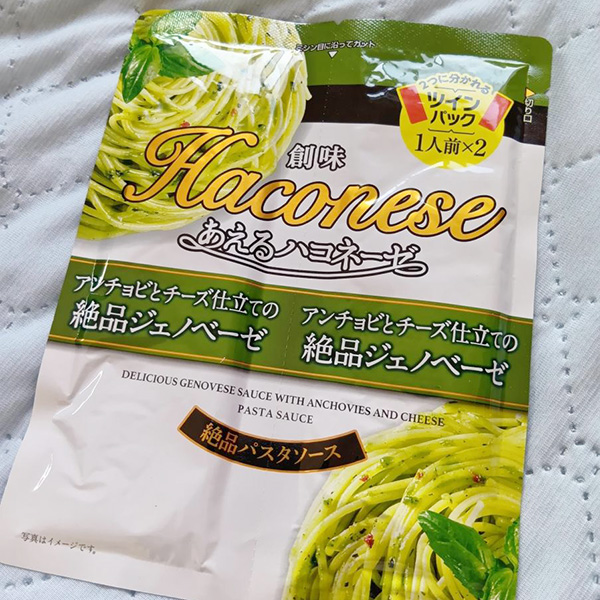 ミシン目に沿ってカット
切り口
2つに分かれる
ツイン
パック
1人前×2
創味
Haconese
あえるハコネーゼ
アンチョビとチーズ仕立ての
絶品ジェノベーゼ
アンチョビとチーズ仕立ての
絶品ジェノベーゼ
DELICIOUS GENOVESE SAUCE WITH ANCHOVIES AND CHEESE
PASTA SAUCE
絶品パスタソース
写真はイメージです。